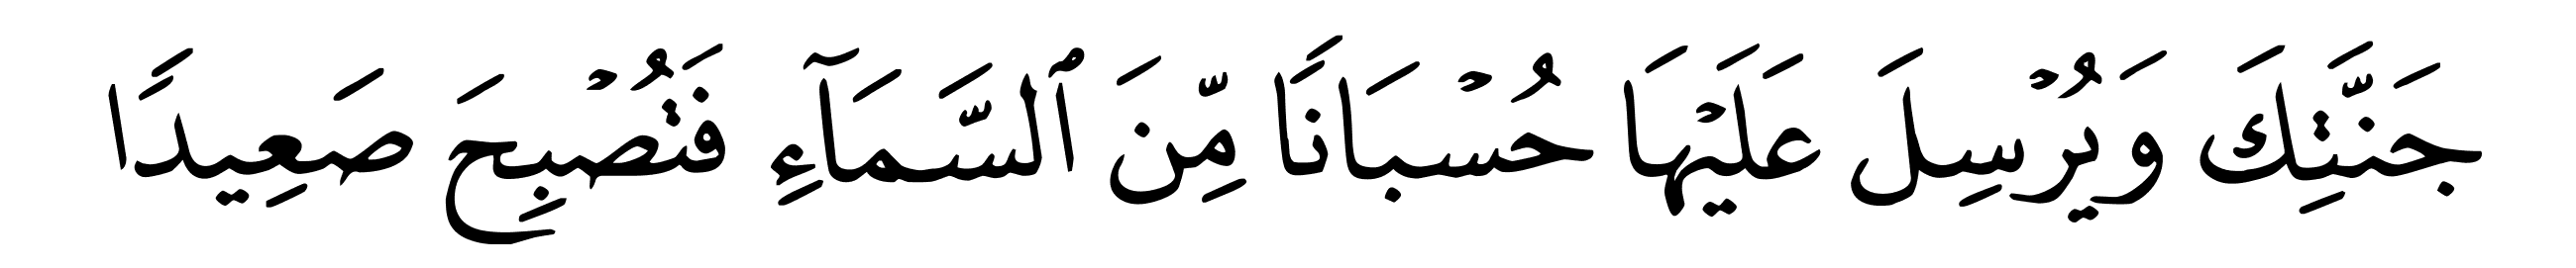 جَنَّتِكَ وَيُرْسِلَ عَلَيْهَا حُسْبَانًا مِّنَ ٱلسَّمَآءِ فَتُصْبِحَ صَعِيدًا